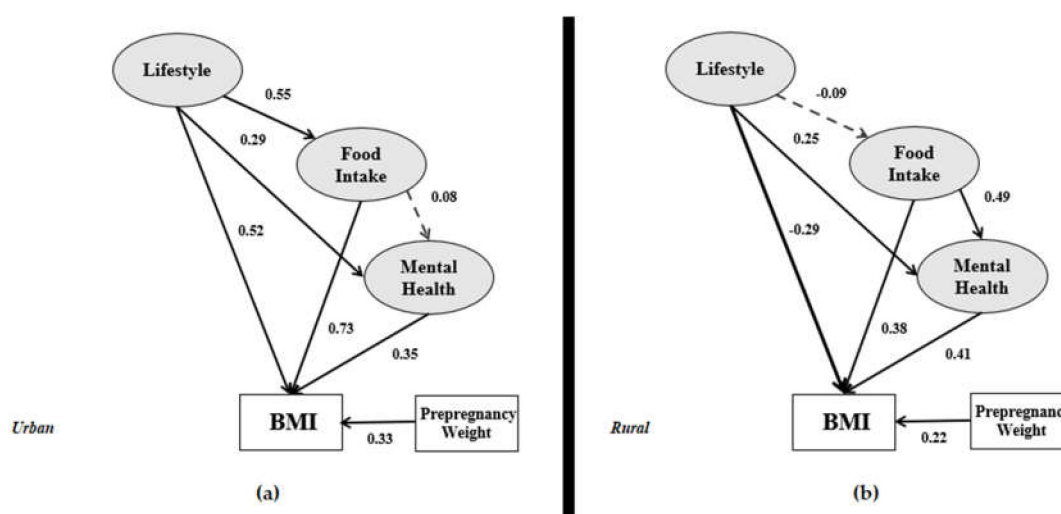 Lifestyle
0.55
0.29
Food
Intake
0.08
0.52
Mental
Health
0.73
0.35
BMI
Prepregnancy
Weight
0.33
Urban
(a)
Lifestyle
-0.09
0.25
Food
Intake
0.49
-0.29
Mental
Health
0.38
0.41
BMI
Prepregnanc
Weight
0.22
Rural
(b)